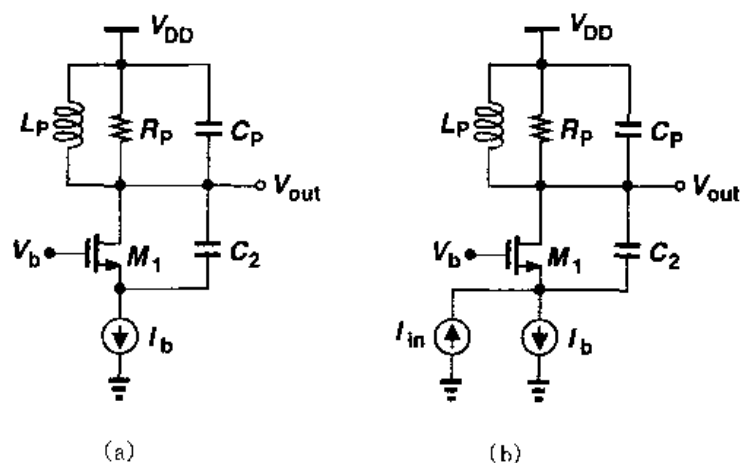 V_DD
L_P
R_P
C_P
V_out
V_b
M_1
C_2
I_b
(a)
V_DD
L_P
R_P
C_P
V_out
V_b
M_1
C_2
I_in
I_b
(b)